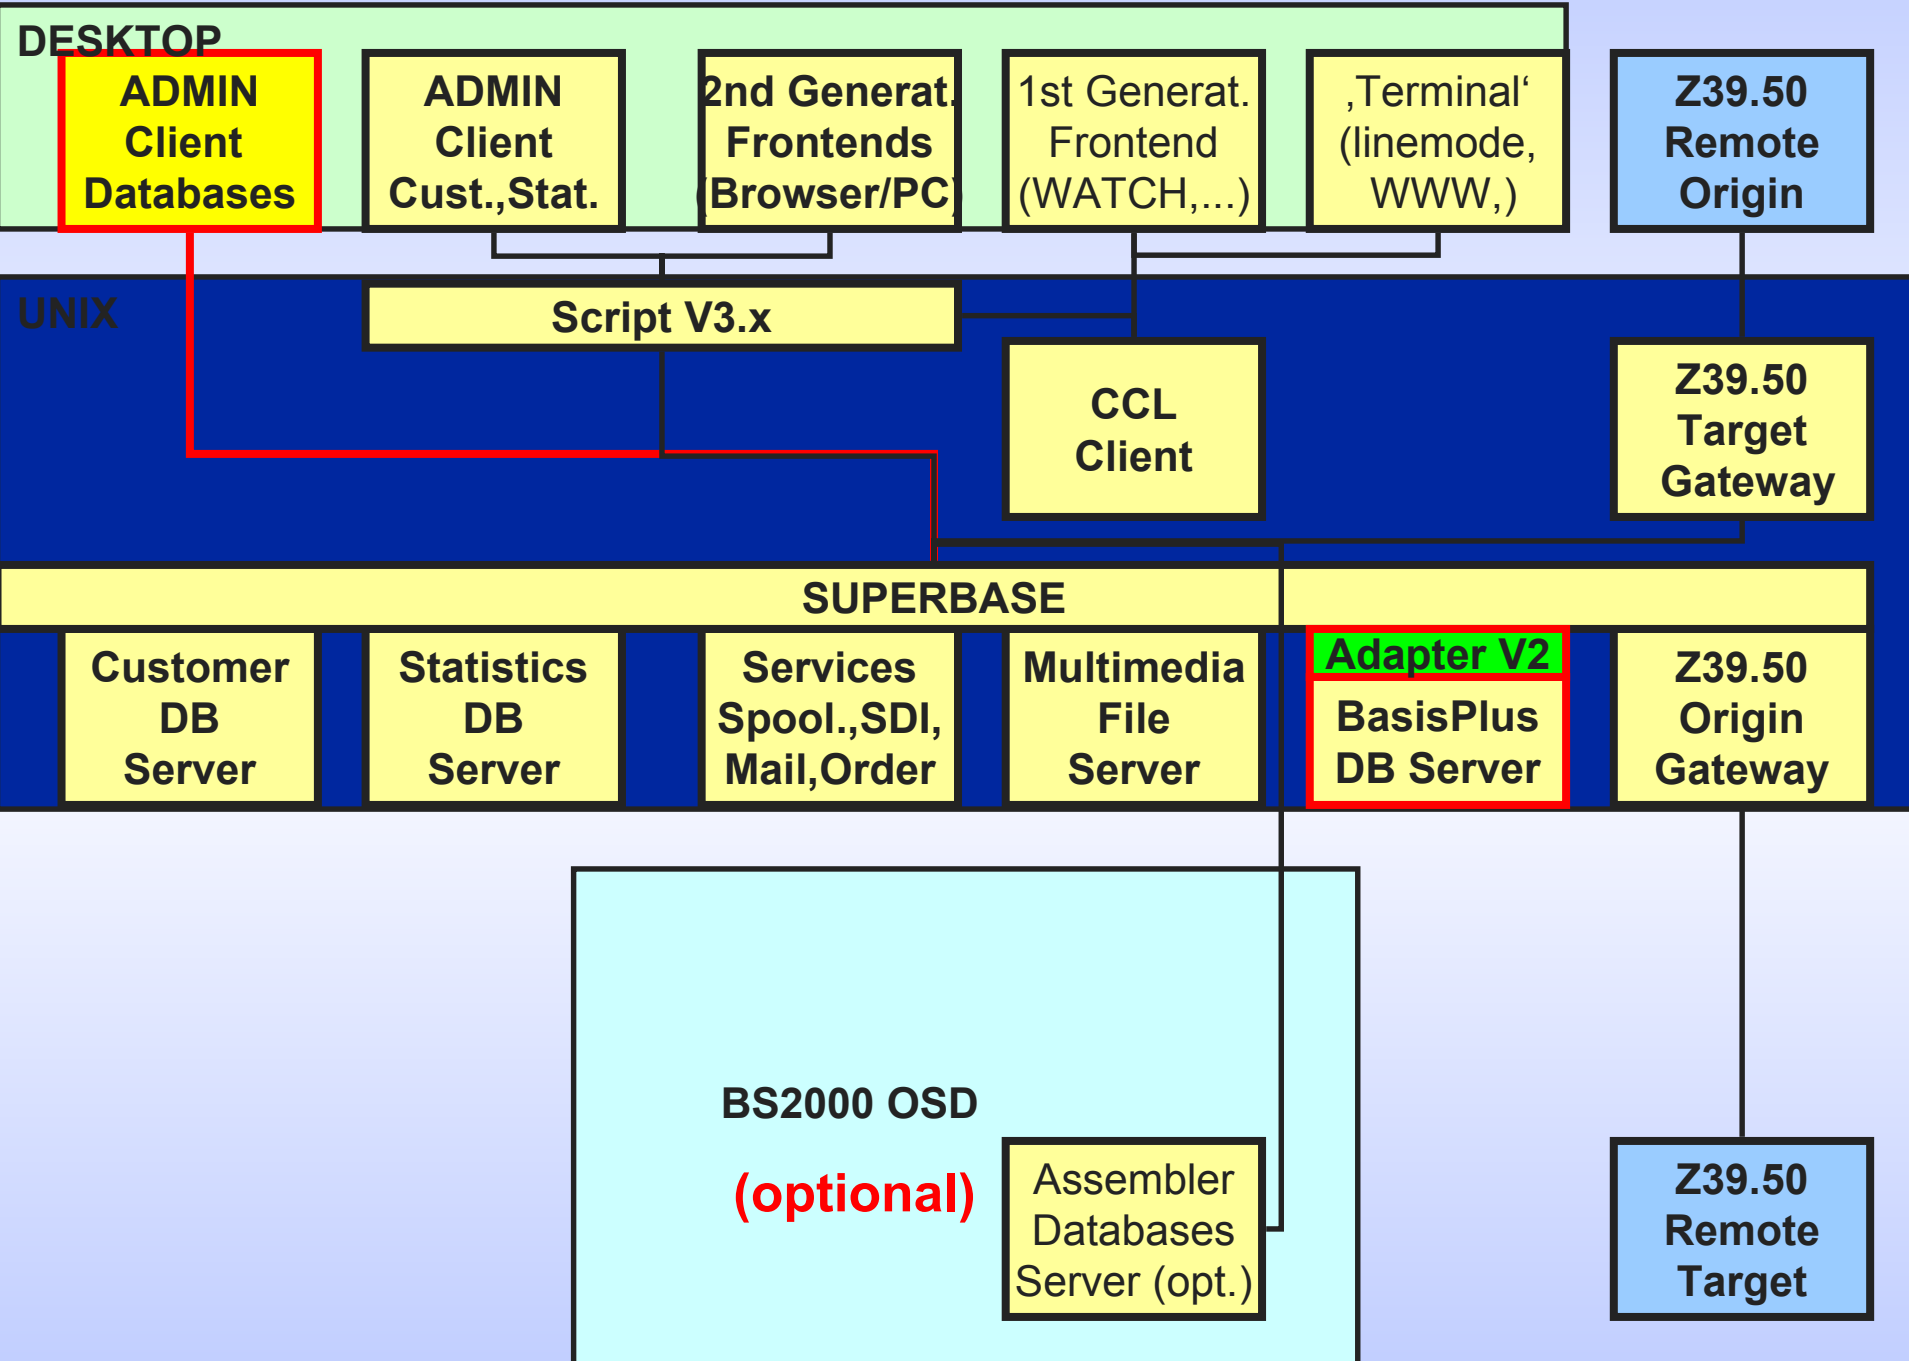 DESKTOP
ADMIN
Client
Databases
ADMIN
Client
Cust.,Stat.
2nd Generat.
Frontends
(Browser/PC)
1st Generat.
Frontend
(WATCH,...)
‚Terminal‘
(linemode,
WWW,)
Z39.50
Remote
Origin
UNIX
Script V3.x
CCL
Client
Z39.50
Target
Gateway
SUPERBASE
Customer
DB
Server
Statistics
DB
Server
Services
Spool.,SDI,
Mail,Order
Multimedia
File
Server
Adapter V2
BasisPlus
DB Server
Z39.50
Origin
Gateway
BS2000 OSD
(optional)
Assembler
Databases
Server (opt.)
Z39.50
Remote
Target